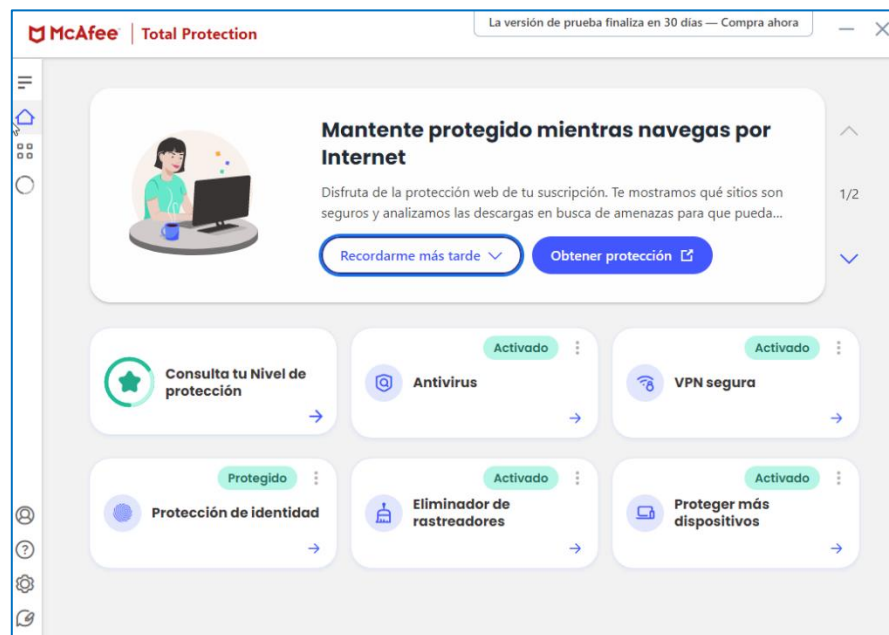 McAfee | Total Protection
La versión de prueba finaliza en 30 días — Compra ahora
Mantente protegido mientras navegas por
Internet
Disfruta de la protección web de tu suscripción. Te mostramos qué sitios son
seguros y analizamos las descargas en busca de amenazas para que pueda...
1/2
Recordarme más tarde
Obtener protección
Consulta tu Nivel de
protección
Activado
Antivirus
Activado
VPN segura
Protegido
Protección de identidad
Activado
Eliminador de
rastreadores
Activado
Proteger más
dispositivos